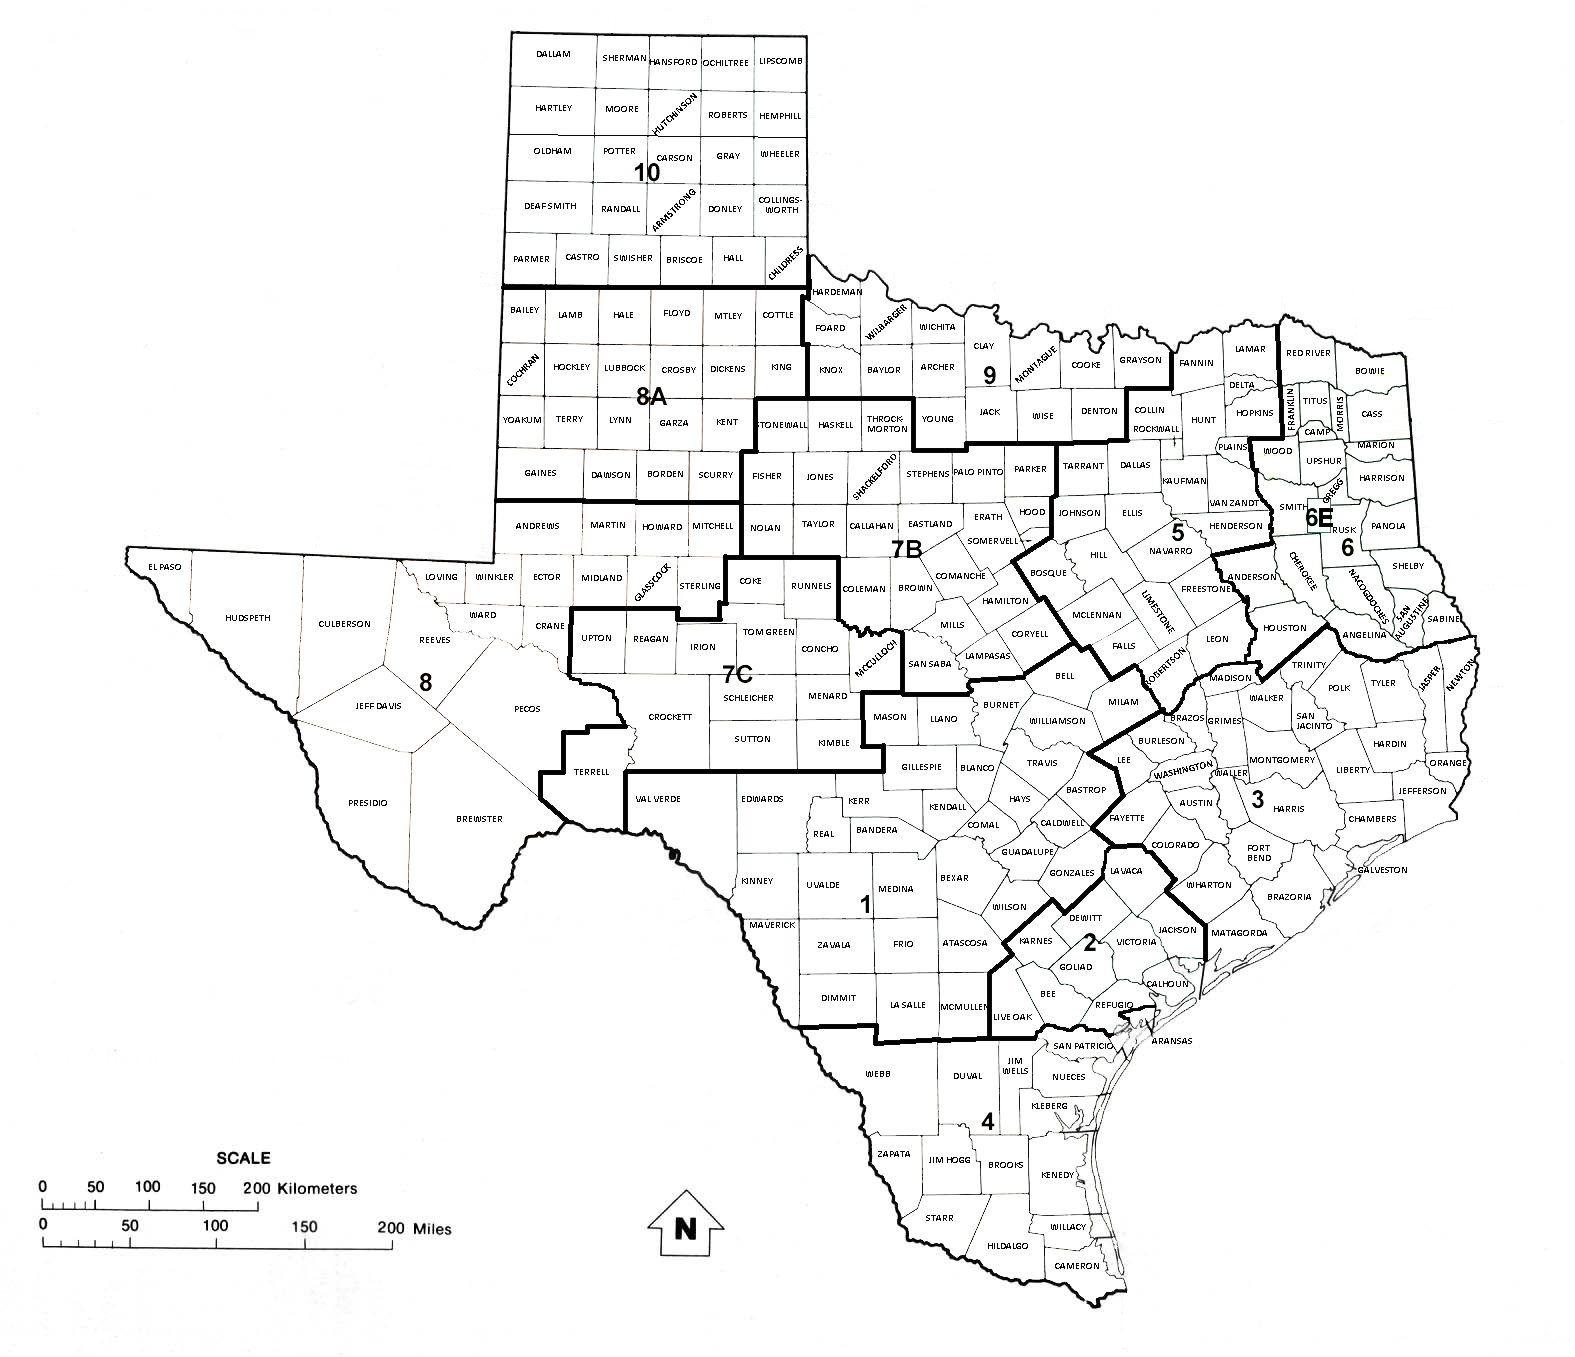 DALLAM
SHERMAN
HANSFORD
OCHILTREE
LIPSCOMB
HARTLEY
MOORE
HUTCHINSON
ROBERTS
HEMPHILL
OLDHAM
POTTER
CARSON
GRAY
WHEELER
10
DEAF SMITH
RANDALL
ARMSTRONG
DONLEY
COLLINGS-
WORTH
PARMER
CASTRO
SWISHER
BRISCOE
HALL
CHILDRESS
BAILEY
LAMB
HALE
FLOYD
MTLEY
COTTLE
HARDEMAN
FOARD
WILBARGER
WICHITA
CLAY
MONTAGUE
COOKE
GRAYSON
FANNIN
LAMAR
RED RIVER
BOWIE
COCHRAN
HOCKLEY
LUBBOCK
CROSBY
DICKENS
KING
KNOX
BAYLOR
ARCHER
9
DELTA
8A
YOAKUM
TERRY
LYNN
GARZA
KENT
STONEWALL
HASKELL
THROCK-
MORTON
YOUNG
JACK
WISE
DENTON
COLLIN
ROCKWALL
HUNT
HOPKINS
FRANKLIN
TITUS
MORRIS
CASS
CAMP
MARION
GAINES
DAWSON
BORDEN
SCURRY
FISHER
JONES
SHACKELFORD
STEPHENS
PALO PINTO
PARKER
TARRANT
DALLAS
KAUFMAN
PLAINS
WOOD
UPSHUR
GREGG
HARRISON
VAN ZANDT
SMITH
6E
RUSK
PANOLA
6
ANDREWS
MARTIN
HOWARD
MITCHELL
NOLAN
TAYLOR
CALLAHAN
EASTLAND
ERATH
HOOD
SOMERVELL
JOHNSON
ELLIS
5
NAVARRO
HENDERSON
7B
EL PASO
HUDSPETH
CULBERSON
LOVING
WINKLER
ECTOR
MIDLAND
GLASSCOCK
STERLING
COKE
RUNNELS
COLEMAN
BROWN
COMANCHE
HAMILTON
BOSQUE
HILL
FREESTONE
ANDERSON
CHEROKEE
NACOGDOCHES
SHELBY
SAN
AUGUSTINE
SABINE
REEVES
WARD
CRANE
UPTON
REAGAN
IRION
TOM GREEN
CONCHO
MCCULLOCH
SAN SABA
MILLS
LAMPASAS
CORYELL
MCLENNAN
LIMESTONE
FALLS
LEON
HOUSTON
ANGELINA
8
7C
JEFF DAVIS
PECOS
CROCKETT
SCHLEICHER
MENARD
SUTTON
KIMBLE
MASON
LLANO
BURNET
BELL
WILLIAMSON
MILAM
ROBERTSON
MADISON
BRAZOS
GRIMES
WALKER
TRINITY
SAN
JACINTO
POLK
TYLER
JASPER
NEWTON
PRESIDIO
BREWSTER
TERRELL
VAL VERDE
EDWARDS
KERR
REAL
BANDERA
GILLESPIE
BLANCO
KENDALL
COMAL
HAYS
TRAVIS
BASTROP
CALDWELL
LEE
BURLESON
WASHINGTON
WALLER
MONTGOMERY
LIBERTY
HARDIN
ORANGE
JEFFERSON
CHAMBERS
3
HARRIS
FAYETTE
AUSTIN
COLORADO
FORT
BEND
GALVESTON
BRAZORIA
WHARTON
MATAGORDA
KINNEY
UVALDE
MEDINA
BEXAR
GUADALUPE
GONZALES
WILSON
LAVACA
1
MAVERICK
ZAVALA
FRIO
ATASCOSA
KARNES
DEWITT
2
VICTORIA
JACKSON
GOLIAD
CALHOUN
DIMMIT
LA SALLE
MCMULLEN
LIVE OAK
BEE
REFUGIO
ARANSAS
SAN PATRICIO
WEBB
DUVAL
JIM
WELLS
NUECES
KLEBERG
4
ZAPATA
JIM HOGG
BROOKS
KENEDY
STARR
HIDALGO
WILLACY
CAMERON
SCALE
0 50 100 150 200 Kilometers
0 50 100 150 200 Miles
N